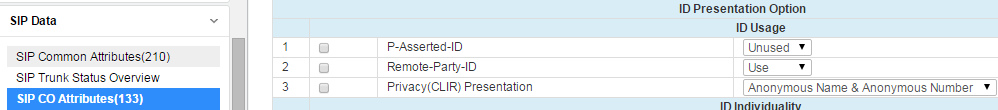 SIP Data
SIP Common Attributes(210)
SIP Trunk Status Overview
SIP CO Attributes(133)
ID Presentation Option
ID Usage
1 P-Asserted-ID Unused
2 Remote-Party-ID Use
3 Privacy(CLIR) Presentation Anonymous Name & Anonymous Number
ID Individuality